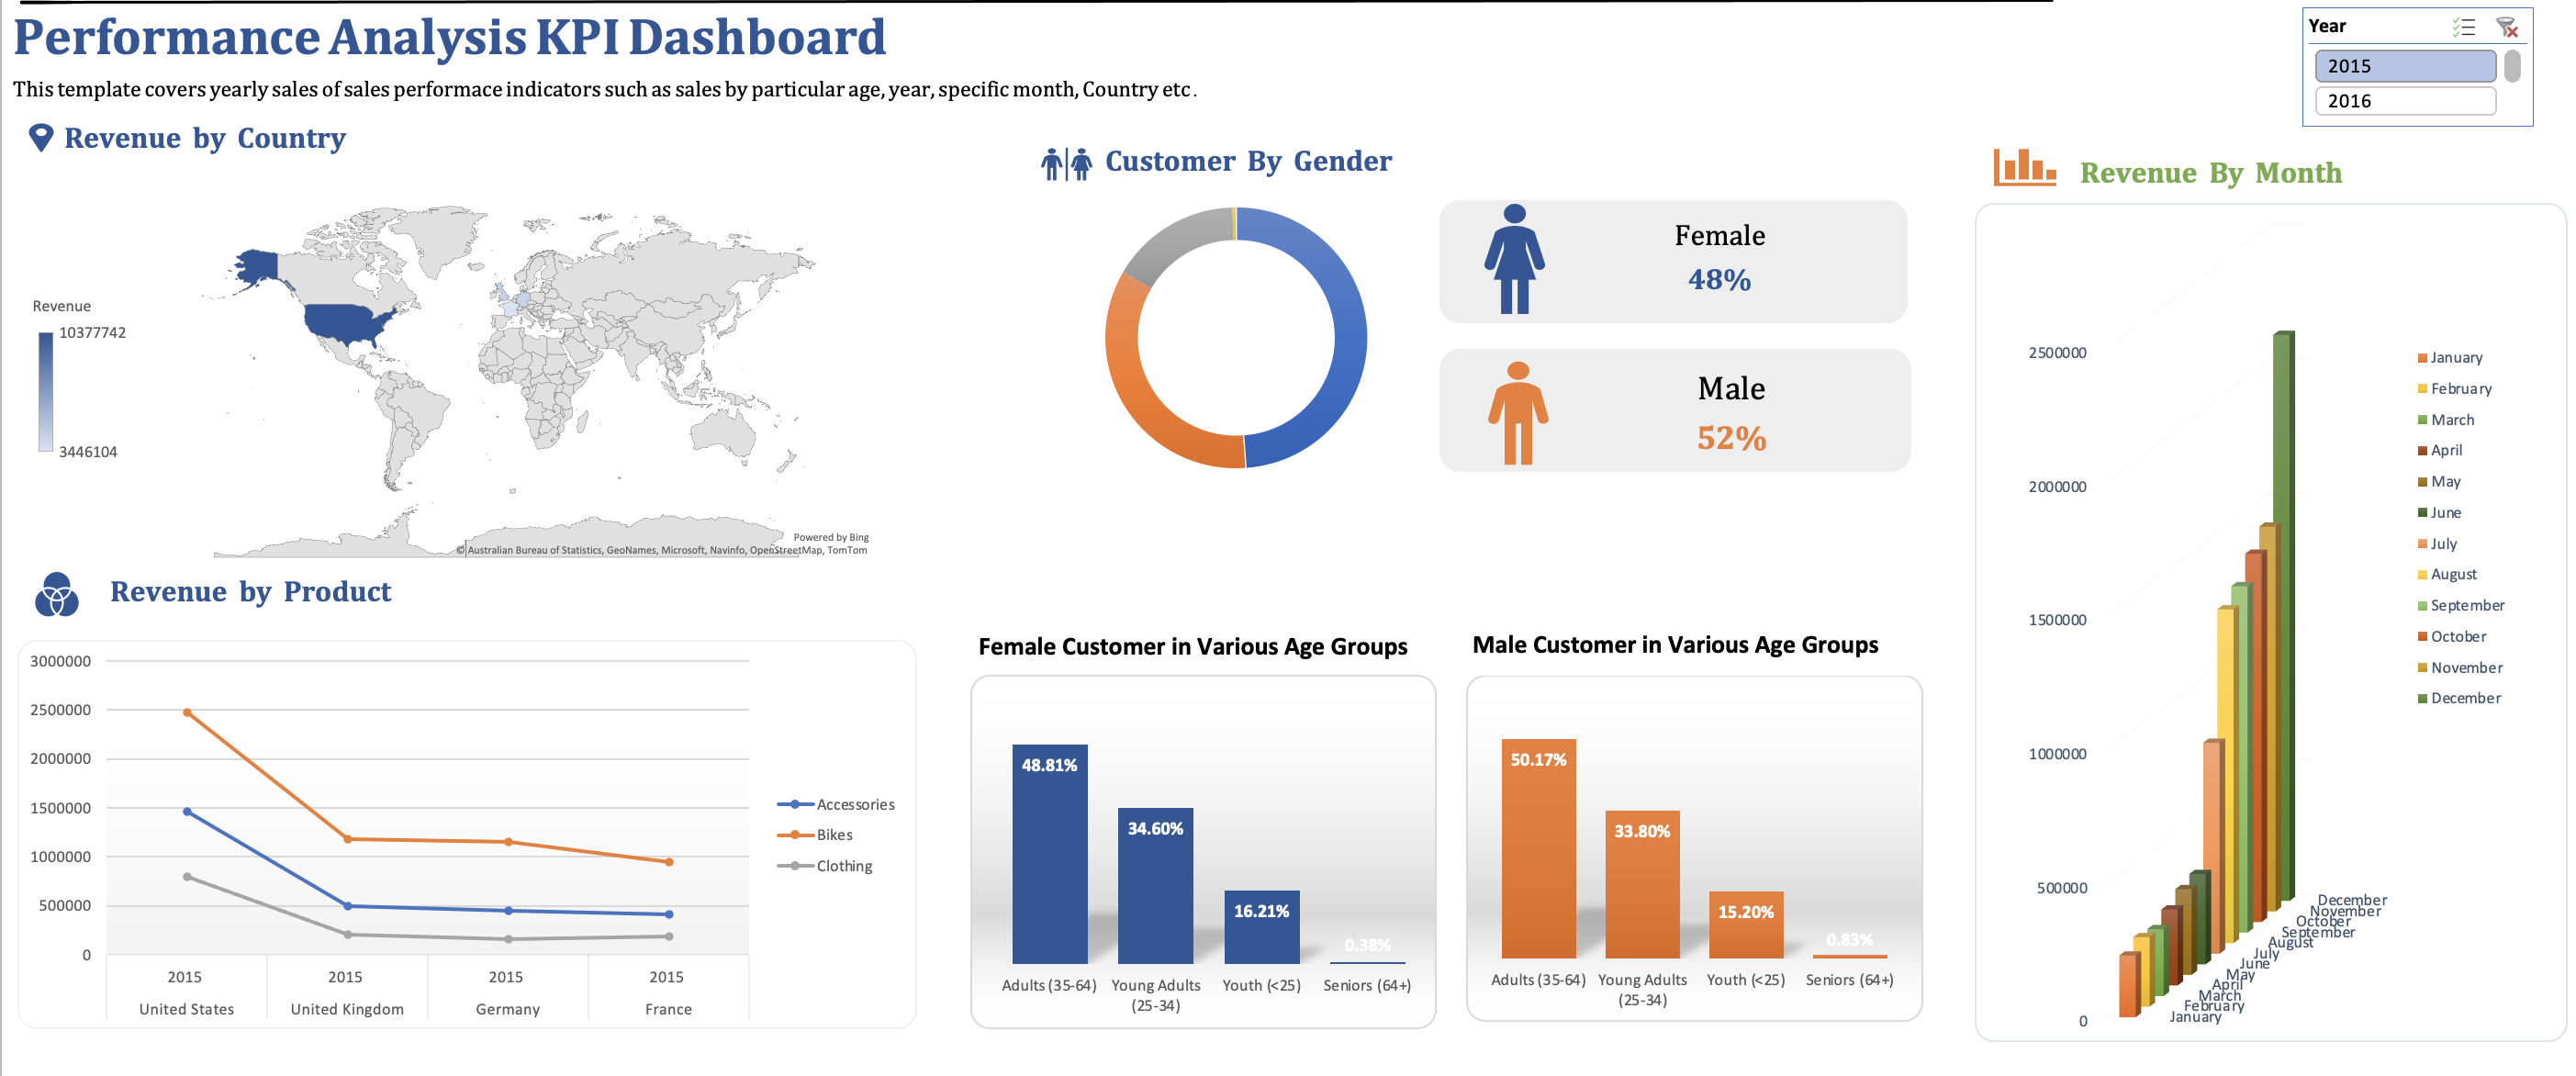 Performance Analysis KPI Dashboard
This template covers yearly sales of sales performace indicators such as sales by particular age, year, specific month, Country etc .
Year
2015
2016
Revenue by Country
Revenue
10377742
3446104
Powered by Bing
© Australian Bureau of Statistics, GeoNames, Microsoft, Navinfo, OpenStreetMap, TomTom
Customer By Gender
Female
48%
Male
52%
Revenue by Product
3000000
2500000
2000000
1500000
1000000
500000
0
2015
2015
2015
2015
United States
United Kingdom
Germany
France
Accessories
Bikes
Clothing
Female Customer in Various Age Groups
48.81%
34.60%
16.21%
0.38%
Adults (35-64)
Young Adults
(25-34)
Youth (<25)
Seniors (64+)
Male Customer in Various Age Groups
50.17%
33.80%
15.20%
0.83%
Adults (35-64)
Young Adults
(25-34)
Youth (<25)
Seniors (64+)
Revenue By Month
2500000
2000000
1500000
1000000
500000
0
December
November
October
September
August
July
June
May
April
March
February
January
January
February
March
April
May
June
July
August
September
October
November
December